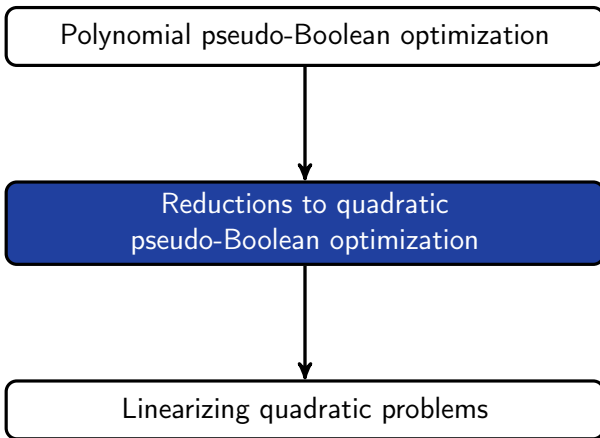 Polynomial pseudo-Boolean optimization
Reductions to quadratic
pseudo-Boolean optimization
Linearizing quadratic problems